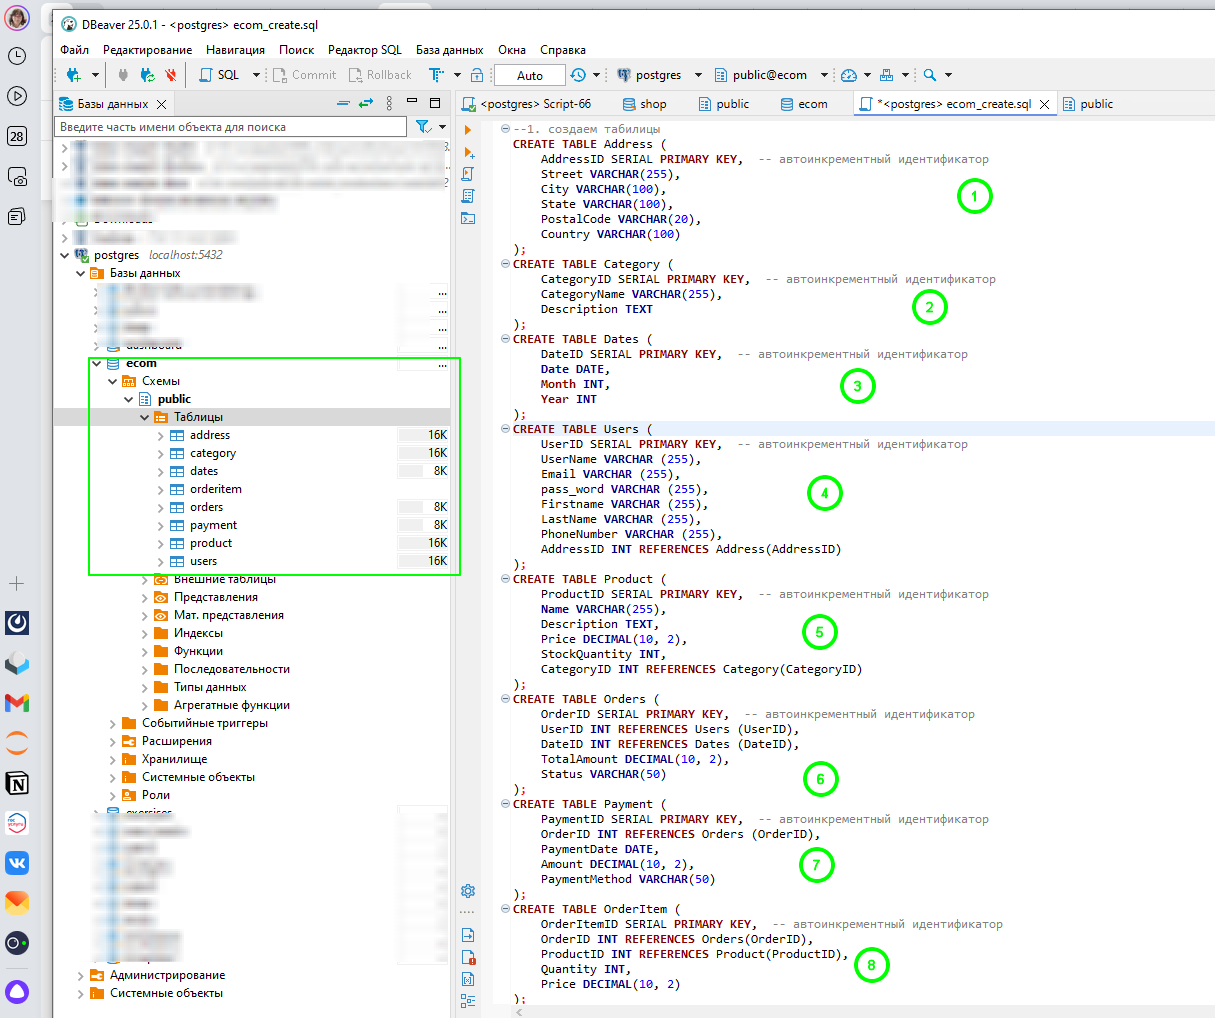 DBeaver 25.0.1 - <postgres> ecom_create.sql
Файл Редактирование Навигация Поиск Редактор SQL База данных Окна Справка
SQL Commit Rollback Auto postgres public@ecom
Базы данных
<postgres> Script-66 shop public ecom *<postgres> ecom_create.sql public
Введите часть имени объекта для поиска
28
postgres localhost:5432
Базы данных
...
...
...
dashboard ...
ecom ...
Схемы
public
Таблицы
address 16K
category 16K
dates 8K
orderitem
orders 8K
payment 8K
product 16K
users 16K
Внешние таблицы
Представления
Мат. представления
Индексы
Функции
Последовательности
Типы данных
Агрегатные функции
Событийные триггеры
Расширения
Хранилище
Системные объекты
Роли
Администрирование
Системные объекты
--1. создаем табилицы
CREATE TABLE Address (
AddressID SERIAL PRIMARY KEY, -- автоинкрементный идентификатор
Street VARCHAR(255),
City VARCHAR(100),
State VARCHAR(100),
PostalCode VARCHAR(20),
Country VARCHAR(100)
);
1
CREATE TABLE Category (
CategoryID SERIAL PRIMARY KEY, -- автоинкрементный идентификатор
CategoryName VARCHAR(255),
Description TEXT
);
2
CREATE TABLE Dates (
DateID SERIAL PRIMARY KEY, -- автоинкрементный идентификатор
Date DATE,
Month INT,
Year INT
);
3
CREATE TABLE Users (
UserID SERIAL PRIMARY KEY, -- автоинкрементный идентификатор
UserName VARCHAR (255),
Email VARCHAR (255),
pass_word VARCHAR (255),
Firstname VARCHAR (255),
LastName VARCHAR (255),
PhoneNumber VARCHAR (255),
AddressID INT REFERENCES Address(AddressID)
);
4
CREATE TABLE Product (
ProductID SERIAL PRIMARY KEY, -- автоинкрементный идентификатор
Name VARCHAR(255),
Description TEXT,
Price DECIMAL(10, 2),
StockQuantity INT,
CategoryID INT REFERENCES Category(CategoryID)
);
5
CREATE TABLE Orders (
OrderID SERIAL PRIMARY KEY, -- автоинкрементный идентификатор
UserID INT REFERENCES Users (UserID),
DateID INT REFERENCES Dates (DateID),
TotalAmount DECIMAL(10, 2),
Status VARCHAR(50)
);
6
CREATE TABLE Payment (
PaymentID SERIAL PRIMARY KEY, -- автоинкрементный идентификатор
OrderID INT REFERENCES Orders (OrderID),
PaymentDate DATE,
Amount DECIMAL(10, 2),
PaymentMethod VARCHAR(50)
);
7
CREATE TABLE OrderItem (
OrderItemID SERIAL PRIMARY KEY, -- автоинкрементный идентификатор
OrderID INT REFERENCES Orders(OrderID),
ProductID INT REFERENCES Product(ProductID),
Quantity INT,
Price DECIMAL(10, 2)
);
8